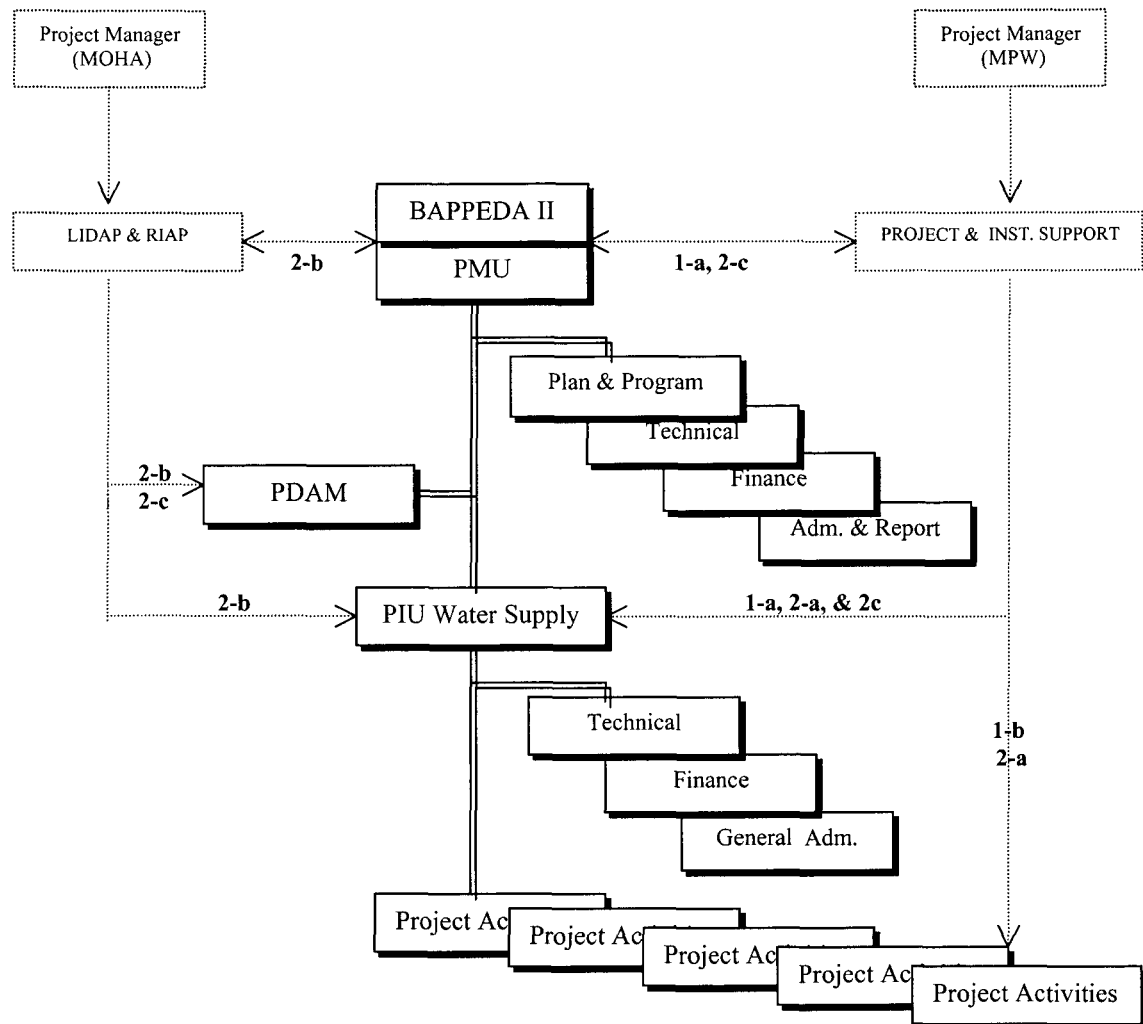 Project Manager
(MOHA)
Project Manager
(MPW)
BAPPEDA II
LIDAP & RIAP
PROJECT & INST. SUPPORT
2-b
1-a, 2-c
PMU
Plan & Program
Technical
Finance
Adm. & Report
2-b
2-c
PDAM
2-b
PIU Water Supply
1-a, 2-a, & 2c
Technical
Finance
General Adm.
1-b
2-a
Project Ac
Project Ac
Project Ac
Project Ac
Project Activities